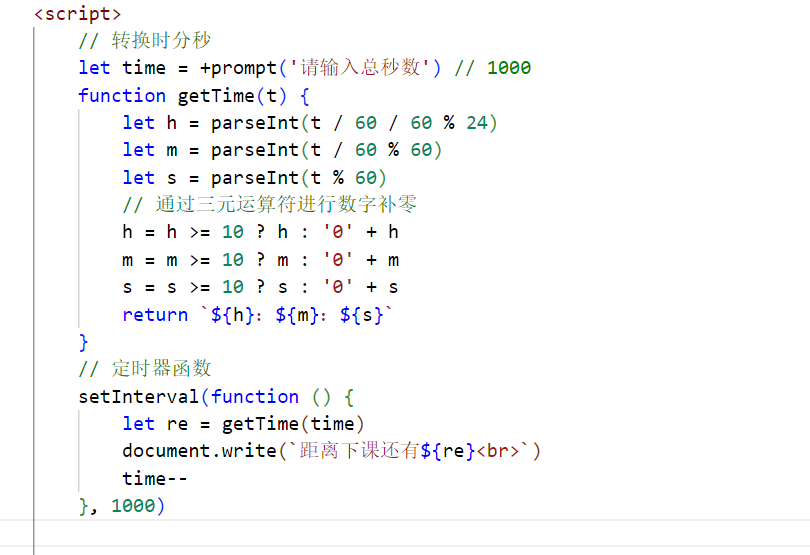 <script>
// 转换时分秒
let time = +prompt('请输入总秒数') // 1000
function getTime(t) {
let h = parseInt(t / 60 / 60 % 24)
let m = parseInt(t / 60 % 60)
let s = parseInt(t % 60)
// 通过三元运算符进行数字补零
h = h >= 10 ? h : '0' + h
m = m >= 10 ? m : '0' + m
s = s >= 10 ? s : '0' + s
return `${h}：${m}：${s}`
}
// 定时器函数
setInterval(function () {
let re = getTime(time)
document.write(`距离下课还有${re}<br>`)
time--
}, 1000)